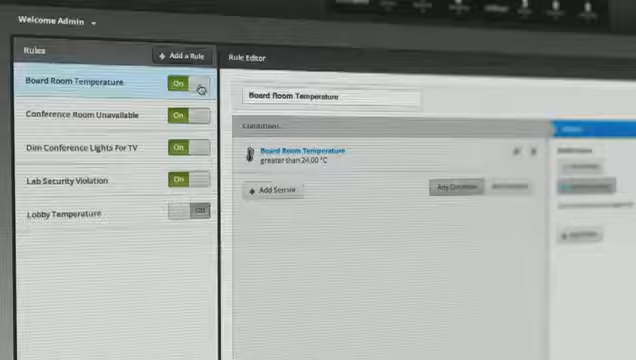 Welcome Admin
Rules
+ Add a Rule
Rule Editor
Board Room Temperature
On
Board Room Temperature
Conference Room Unavailable
On
Conditions
Dim Conference Lights For TV
On
Board Room Temperature
greater than 24.00 °C
Lab Security Violation
On
+ Add Sensor
Any Condition
Lobby Temperature
Off